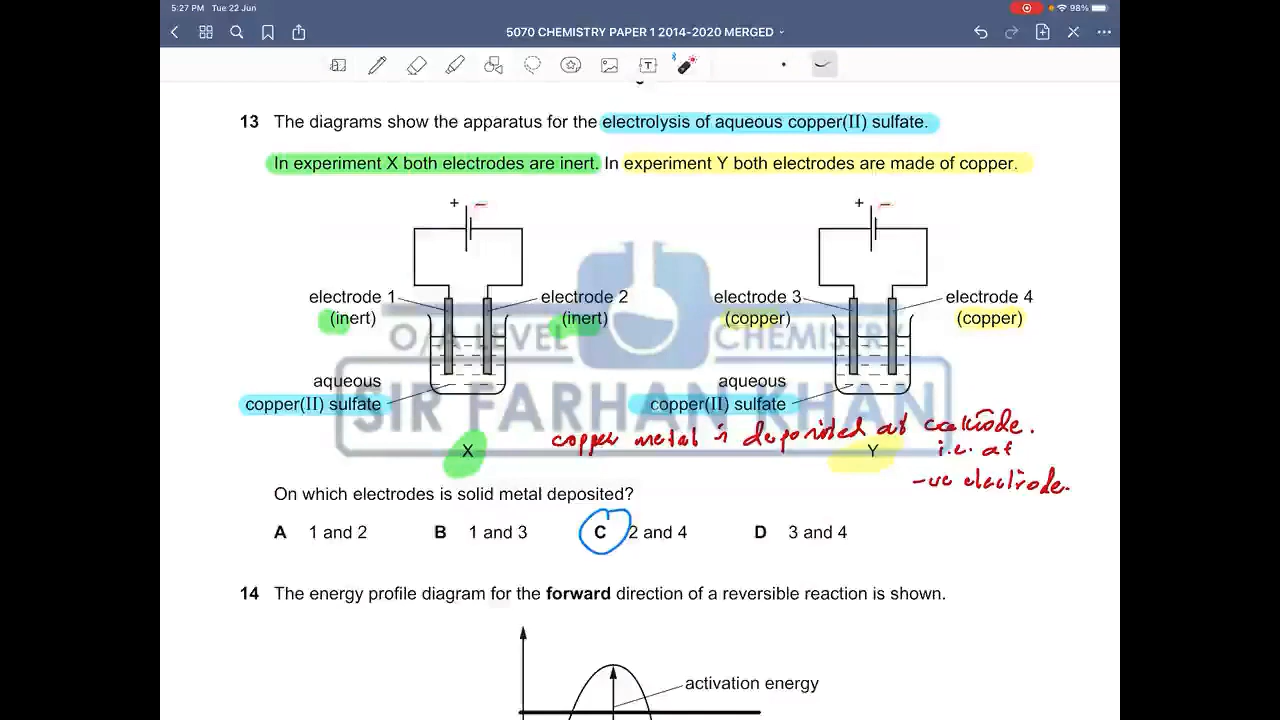 5:27 PM Tue 22 Jun
98%
5070 CHEMISTRY PAPER 1 2014-2020 MERGED
13 The diagrams show the apparatus for the electrolysis of aqueous copper(II) sulfate.
In experiment X both electrodes are inert. In experiment Y both electrodes are made of copper.
+ − + −
electrode 1 electrode 2 electrode 3 electrode 4
(inert) (inert) (copper) (copper)
O/A LEVEL CHEMISTRY
aqueous aqueous
copper(II) sulfate copper(II) sulfate
SIR FARHAN KHAN
copper metal is deposited at cathode.
i.e. at
-ve electrode.
X Y
On which electrodes is solid metal deposited?
A 1 and 2 B 1 and 3 C 2 and 4 D 3 and 4
14 The energy profile diagram for the forward direction of a reversible reaction is shown.
activation energy